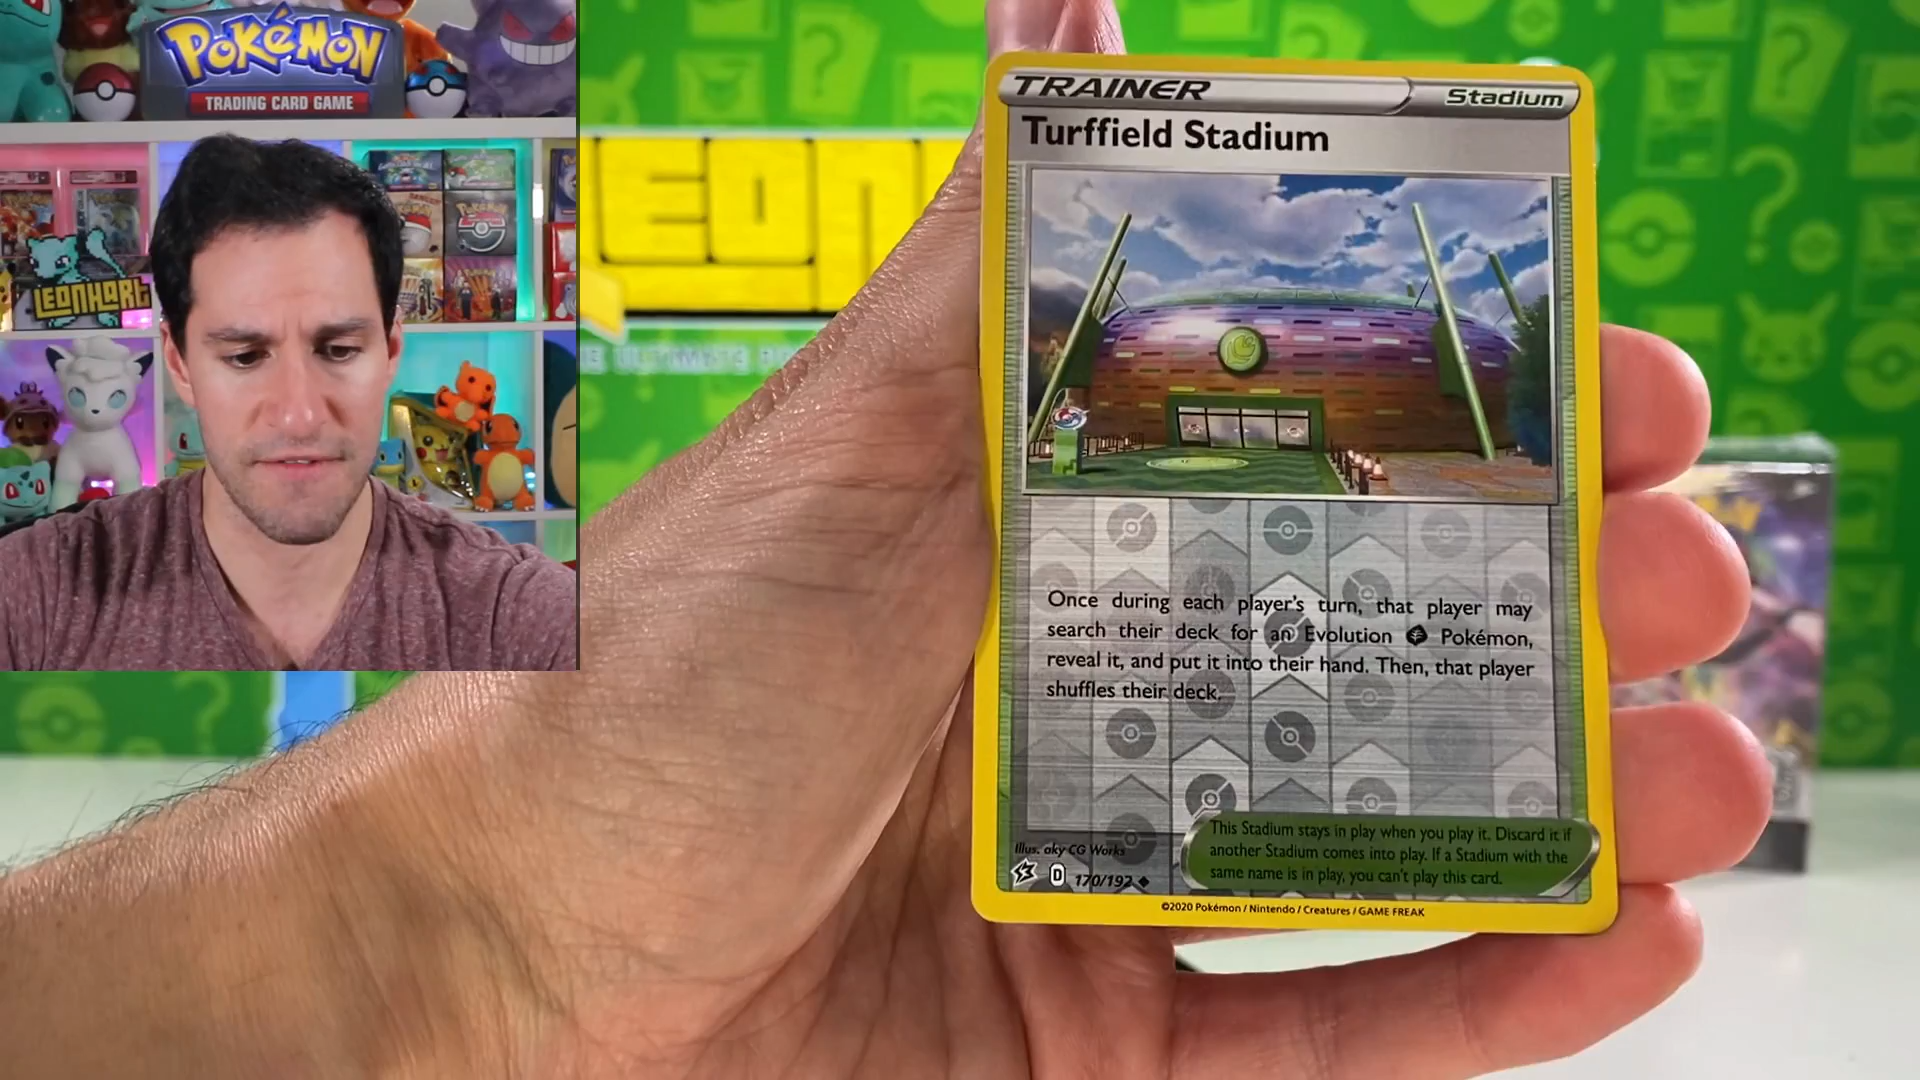 POKéMON
TRADING CARD GAME
LEONHART
EON
TRAINER
Stadium
Turffield Stadium
Once during each player's turn, that player may
search their deck for an Evolution Pokémon,
reveal it, and put it into their hand. Then, that player
shuffles their deck.
This Stadium stays in play when you play it. Discard it if
another Stadium comes into play. If a Stadium with the
same name is in play, you can't play this card.
Illus. aky CG Works
D 170/192
©2020 Pokémon / Nintendo / Creatures / GAME FREAK